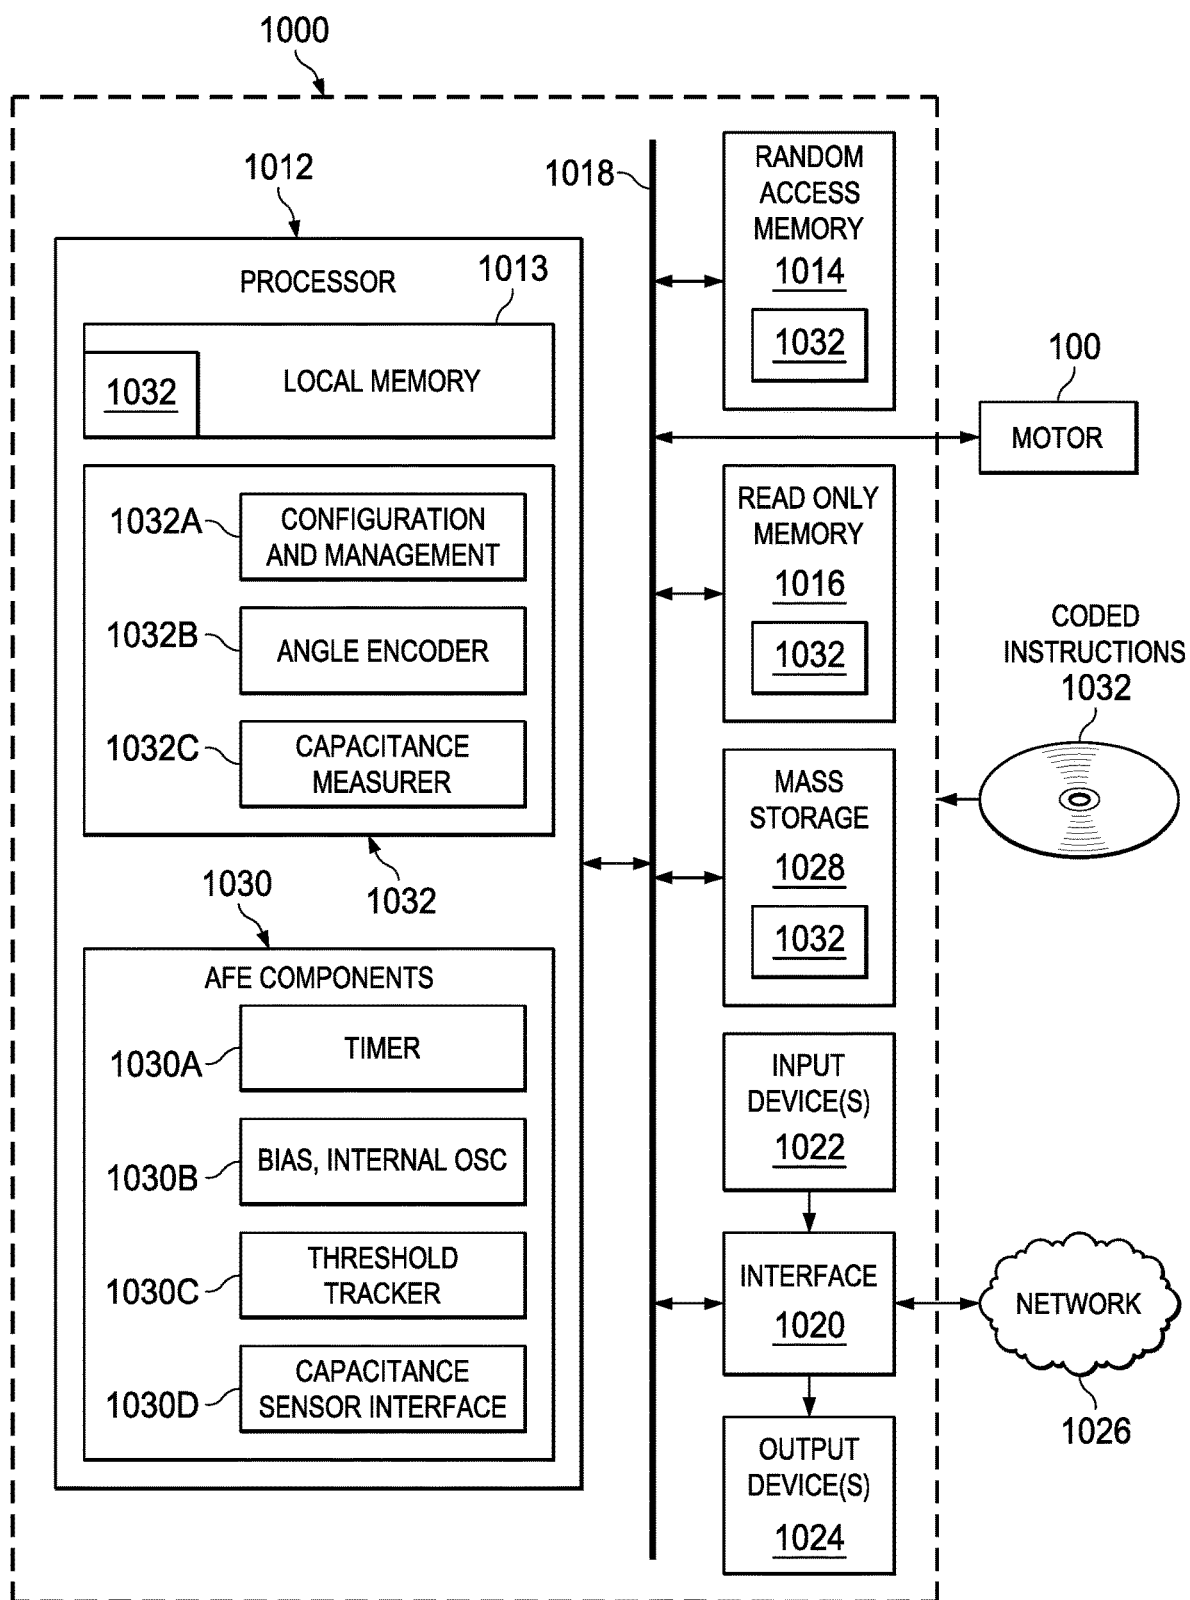 1000
1012
PROCESSOR
1013
1032
LOCAL MEMORY
1032A
CONFIGURATION
AND MANAGEMENT
1032B
ANGLE ENCODER
1032C
CAPACITANCE
MEASURER
1032
1030
AFE COMPONENTS
1030A
TIMER
1030B
BIAS, INTERNAL OSC
1030C
THRESHOLD
TRACKER
1030D
CAPACITANCE
SENSOR INTERFACE
1018
RANDOM
ACCESS
MEMORY
1014
1032
READ ONLY
MEMORY
1016
1032
MASS
STORAGE
1028
1032
INPUT
DEVICE(S)
1022
INTERFACE
1020
OUTPUT
DEVICE(S)
1024
100
MOTOR
CODED
INSTRUCTIONS
1032
NETWORK
1026